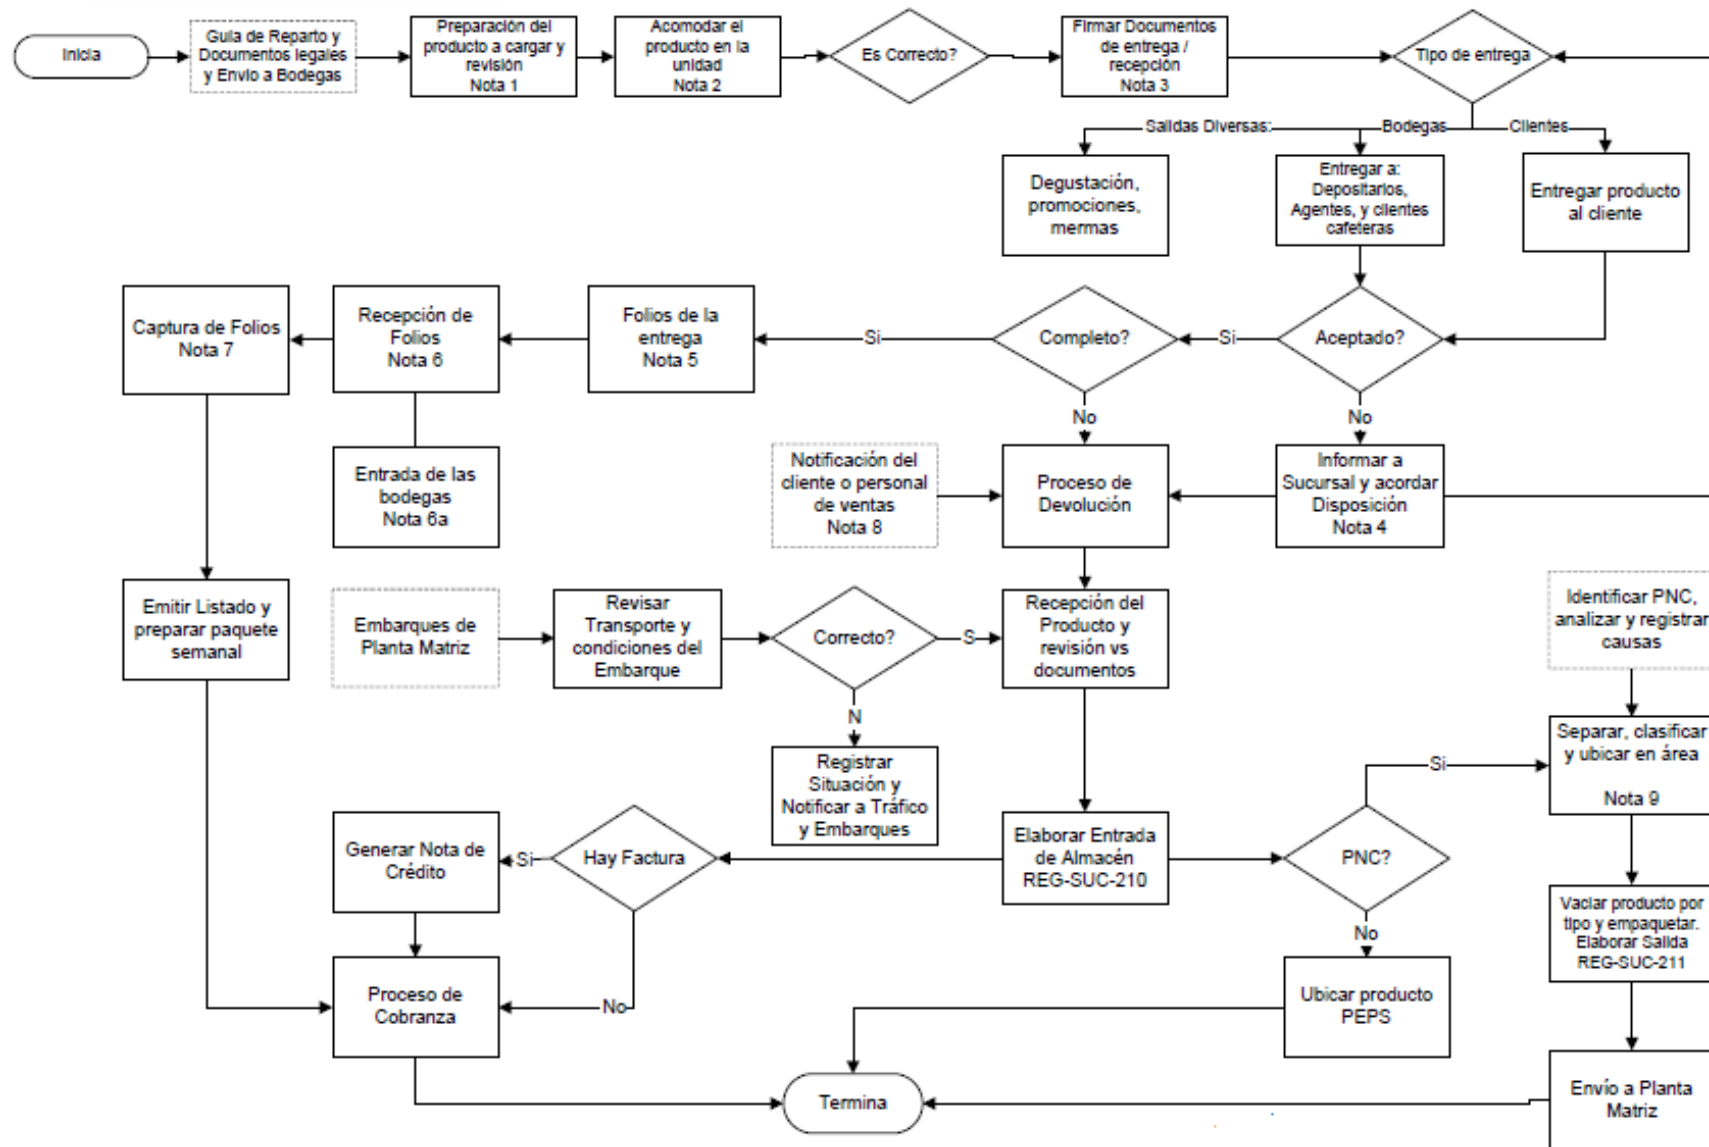 Inicia
Guía de Reparto y
Documentos legales
y Envío a Bodegas
Preparación del
producto a cargar y
revisión
Nota 1
Acomodar el
producto en la
unidad
Nota 2
Es Correcto?
Firmar Documentos
de entrega /
recepción
Nota 3
Tipo de entrega
Salidas Diversas:
Bodegas
Clientes
Degustación,
promociones,
mermas
Entregar a:
Depositarios,
Agentes, y clientes
cafeteras
Entregar producto
al cliente
Captura de Folios
Nota 7
Recepción de
Folios
Nota 6
Folios de la
entrega
Nota 5
Si
Completo?
Si
Aceptado?
No
No
Entrada de las
bodegas
Nota 6a
Notificación del
cliente o personal
de ventas
Nota 8
Proceso de
Devolución
Informar a
Sucursal y acordar
Disposición
Nota 4
Emitir Listado y
preparar paquete
semanal
Embarques de
Planta Matriz
Revisar
Transporte y
condiciones del
Embarque
Correcto?
S
Recepción del
Producto y
revisión vs
documentos
Identificar PNC,
analizar y registrar
causas
N
Registrar
Situación y
Notificar a Tráfico
y Embarques
Separar, clasificar
y ubicar en área
Nota 9
Si
Generar Nota de
Crédito
Si
Hay Factura
Elaborar Entrada
de Almacén
REG-SUC-210
PNC?
No
Vaciar producto por
tipo y empaquetar.
Elaborar Salida
REG-SUC-211
Proceso de
Cobranza
No
Ubicar producto
PEPS
Termina
Envío a Planta
Matriz